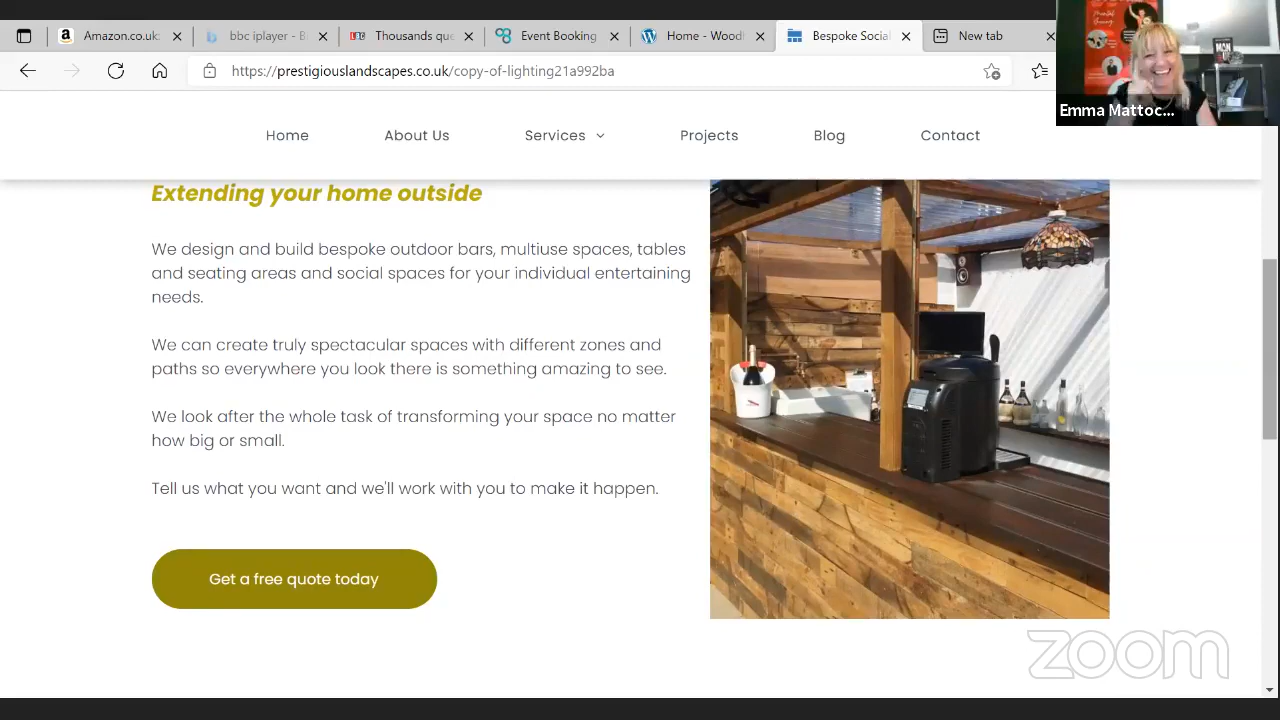 Amazon.co.uk:
bbc iplayer - B
Thousands que
Event Booking
Home - Woodh
Bespoke Social
New tab
https://prestigiouslandscapes.co.uk/copy-of-lighting21a992ba
Emma Mattoc...
Home
About Us
Services
Projects
Blog
Contact
Extending your home outside
We design and build bespoke outdoor bars, multiuse spaces, tables
and seating areas and social spaces for your individual entertaining
needs.
We can create truly spectacular spaces with different zones and
paths so everywhere you look there is something amazing to see.
We look after the whole task of transforming your space no matter
how big or small.
Tell us what you want and we'll work with you to make it happen.
Get a free quote today
zoom